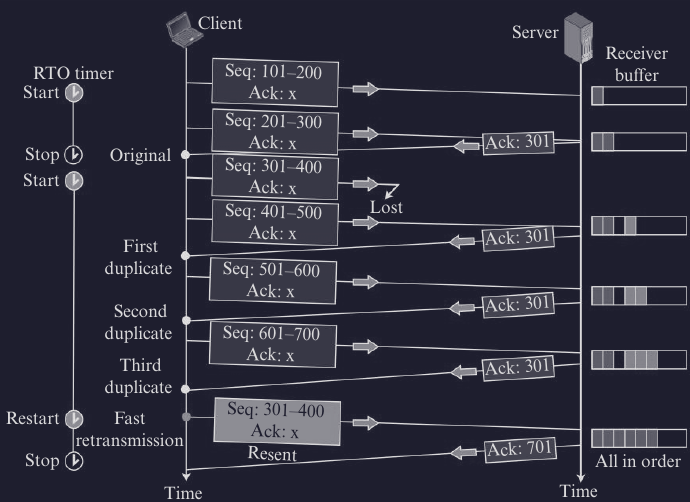 Client
Server
Receiver
buffer
RTO timer
Start
Seq: 101–200
Ack: x
Seq: 201–300
Ack: x
Ack: 301
Stop
Original
Start
Seq: 301–400
Ack: x
Lost
Seq: 401–500
Ack: x
Ack: 301
First
duplicate
Seq: 501–600
Ack: x
Ack: 301
Second
duplicate
Seq: 601–700
Ack: x
Ack: 301
Third
duplicate
Restart
Fast
retransmission
Seq: 301–400
Ack: x
Resent
Ack: 701
Stop
All in order
Time
Time